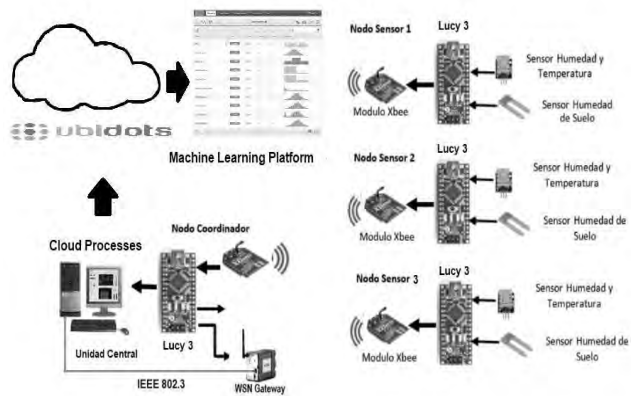 ubidots
Machine Learning Platform
Cloud Processes
Nodo Coordinador
Unidad Central
Lucy 3
IEEE 802.3
WSN Gateway
Nodo Sensor 1
Lucy 3
Modulo Xbee
Sensor Humedad y
Temperatura
Sensor Humedad
de Suelo
Nodo Sensor 2
Lucy 3
Modulo Xbee
Sensor Humedad y
Temperatura
Sensor Humedad de
Suelo
Nodo Sensor 3
Lucy 3
Modulo Xbee
Sensor Humedad y
Temperatura
Sensor Humedad de
Suelo